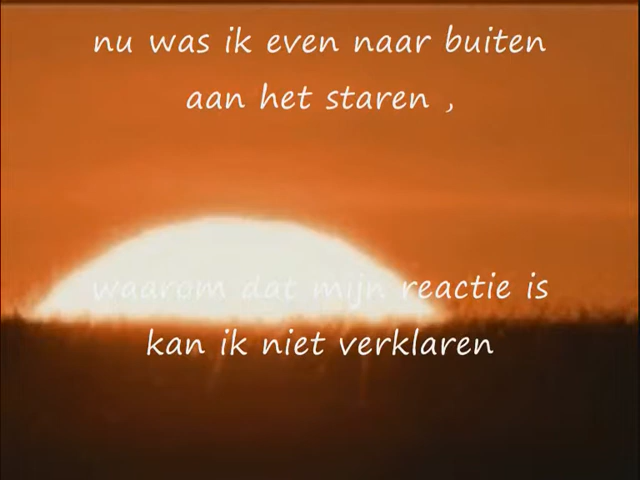 nu was ik even naar buiten
aan het staren ,
waarom dat mijn reactie is
kan ik niet verklaren